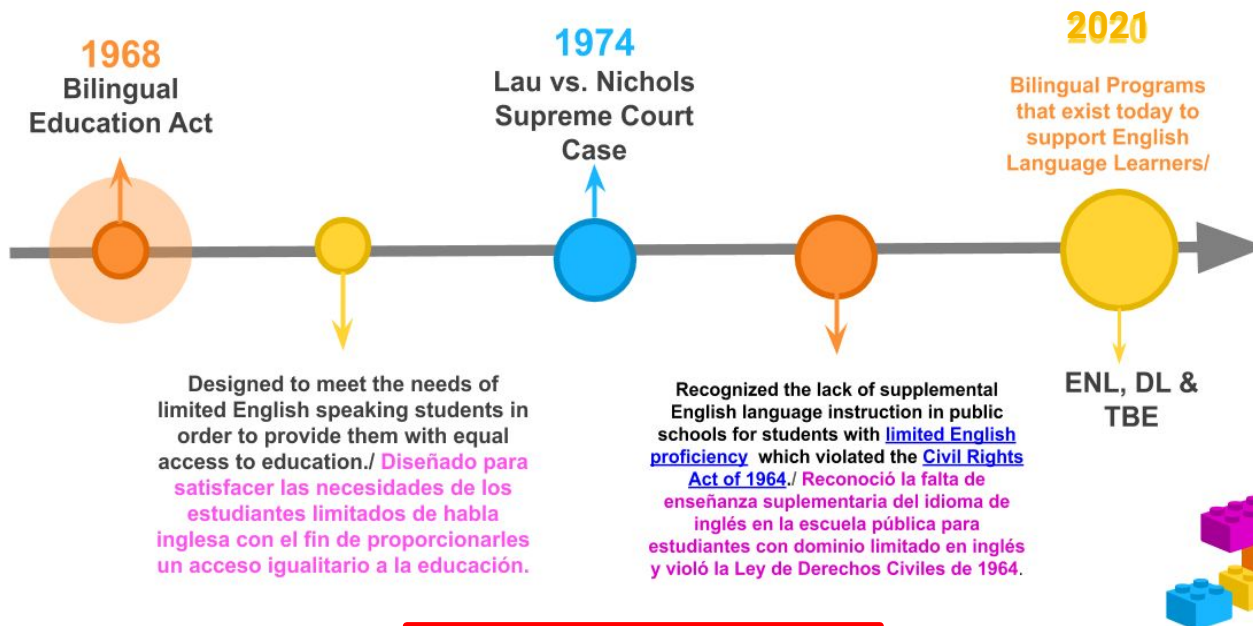 1968
Bilingual
Education Act
1974
Lau vs. Nichols
Supreme Court
Case
2021
Bilingual Programs
that exist today to
support English
Language Learners/
Designed to meet the needs of
limited English speaking students in
order to provide them with equal
access to education./ Diseñado para
satisfacer las necesidades de los
estudiantes limitados de habla
inglesa con el fin de proporcionarles
un acceso igualitario a la educación.
Recognized the lack of supplemental
English language instruction in public
schools for students with limited English
proficiency which violated the Civil Rights
Act of 1964./ Reconoció la falta de
enseñanza suplementaria del idioma de
inglés en la escuela pública para
estudiantes con dominio limitado en inglés
y violó la Ley de Derechos Civiles de 1964.
ENL, DL &
TBE